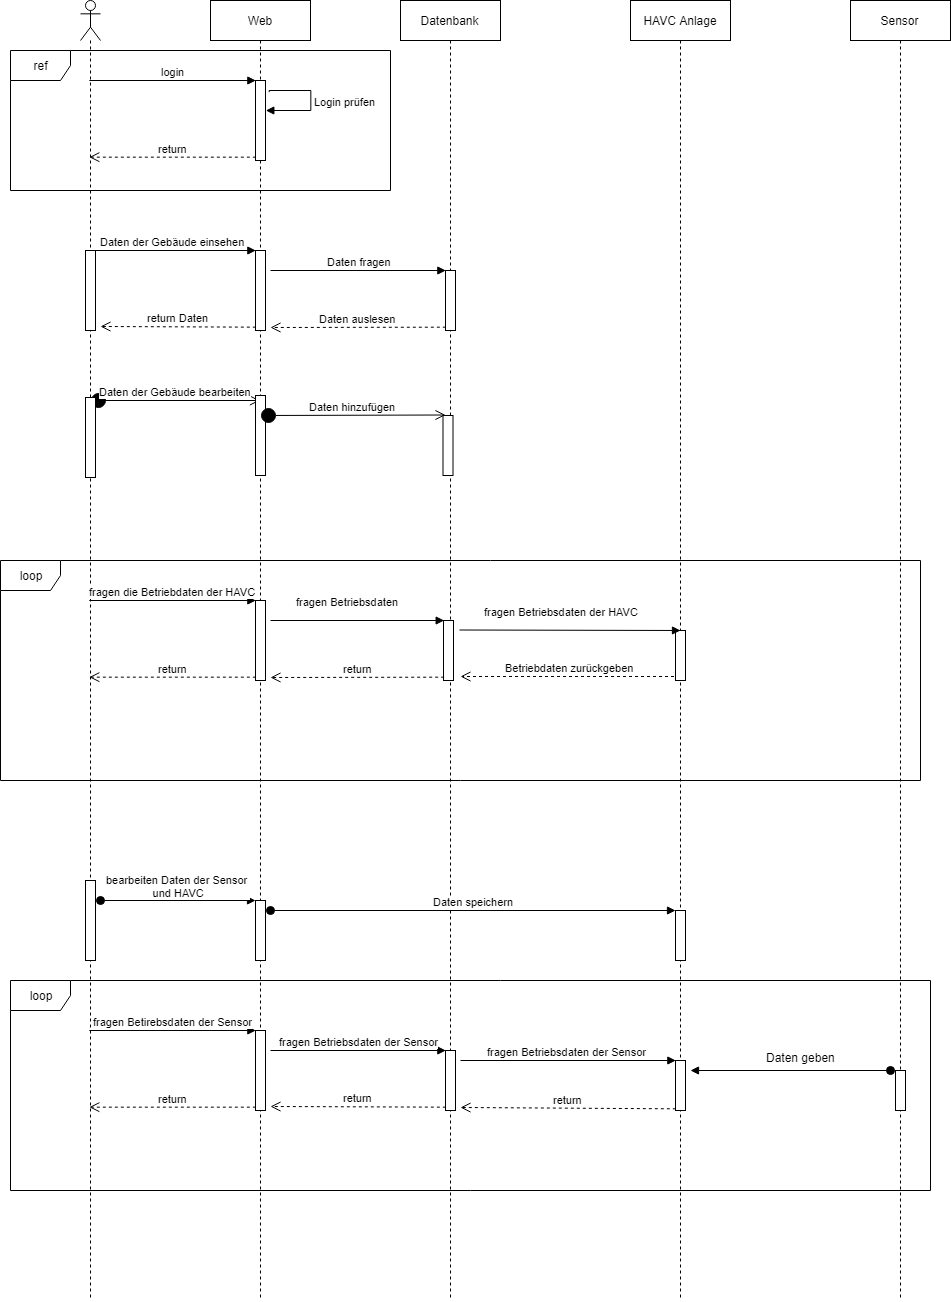 Web
Datenbank
HAVC Anlage
Sensor
ref
login
Login prüfen
return
Daten der Gebäude einsehen
Daten fragen
return Daten
Daten auslesen
Daten der Gebäude bearbeiten
Daten hinzufügen
loop
fragen die Betriebdaten der HAVC
fragen Betriebsdaten
fragen Betriebsdaten der HAVC
return
return
Betriebdaten zurückgeben
bearbeiten Daten der Sensor
und HAVC
Daten speichern
loop
fragen Betirebsdaten der Sensor
fragen Betriebsdaten der Sensor
fragen Betriebsdaten der Sensor
Daten geben
return
return
return